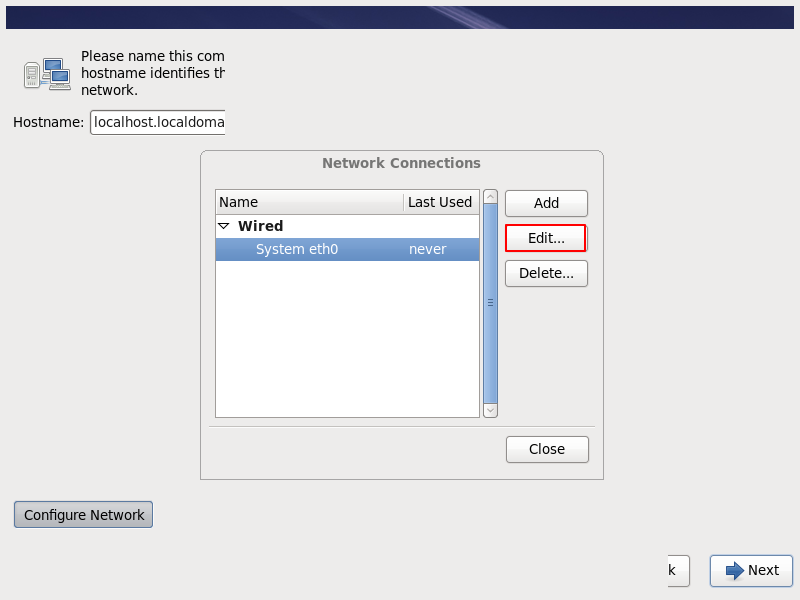 Please name this com
hostname identifies th
network.
Hostname: localhost.localdoma
Network Connections
Name Last Used
Wired
System eth0 never
Add
Edit...
Delete...
Close
Configure Network
k
Next